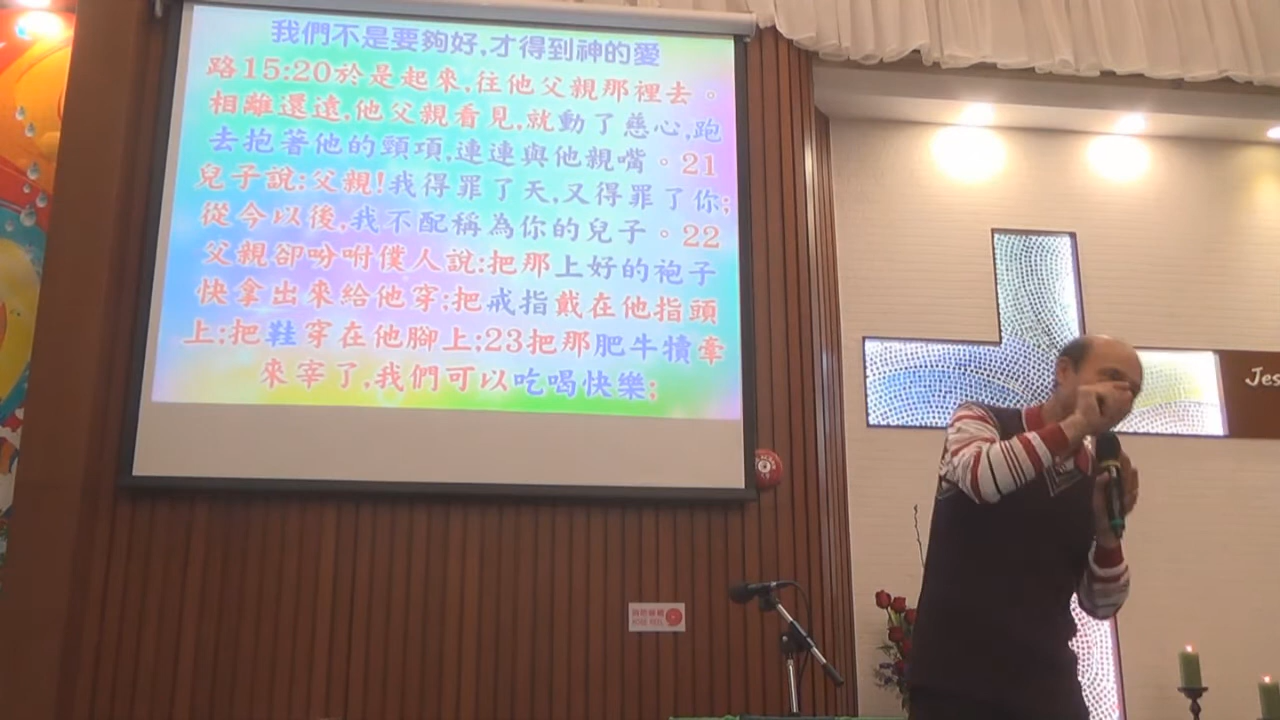 我們不是要夠好,才得到神的愛
路15:20於是起來,往他父親那裡去。
相離還遠,他父親看見,就動了慈心,跑
去抱著他的頸項,連連與他親嘴。21
兒子說:父親!我得罪了天,又得罪了你;
從今以後,我不配稱為你的兒子。22
父親卻吩咐僕人說:把那上好的袍子
快拿出來給他穿;把戒指戴在他指頭
上;把鞋穿在他腳上;23把那肥牛犢牽
來宰了,我們可以吃喝快樂;
Jes